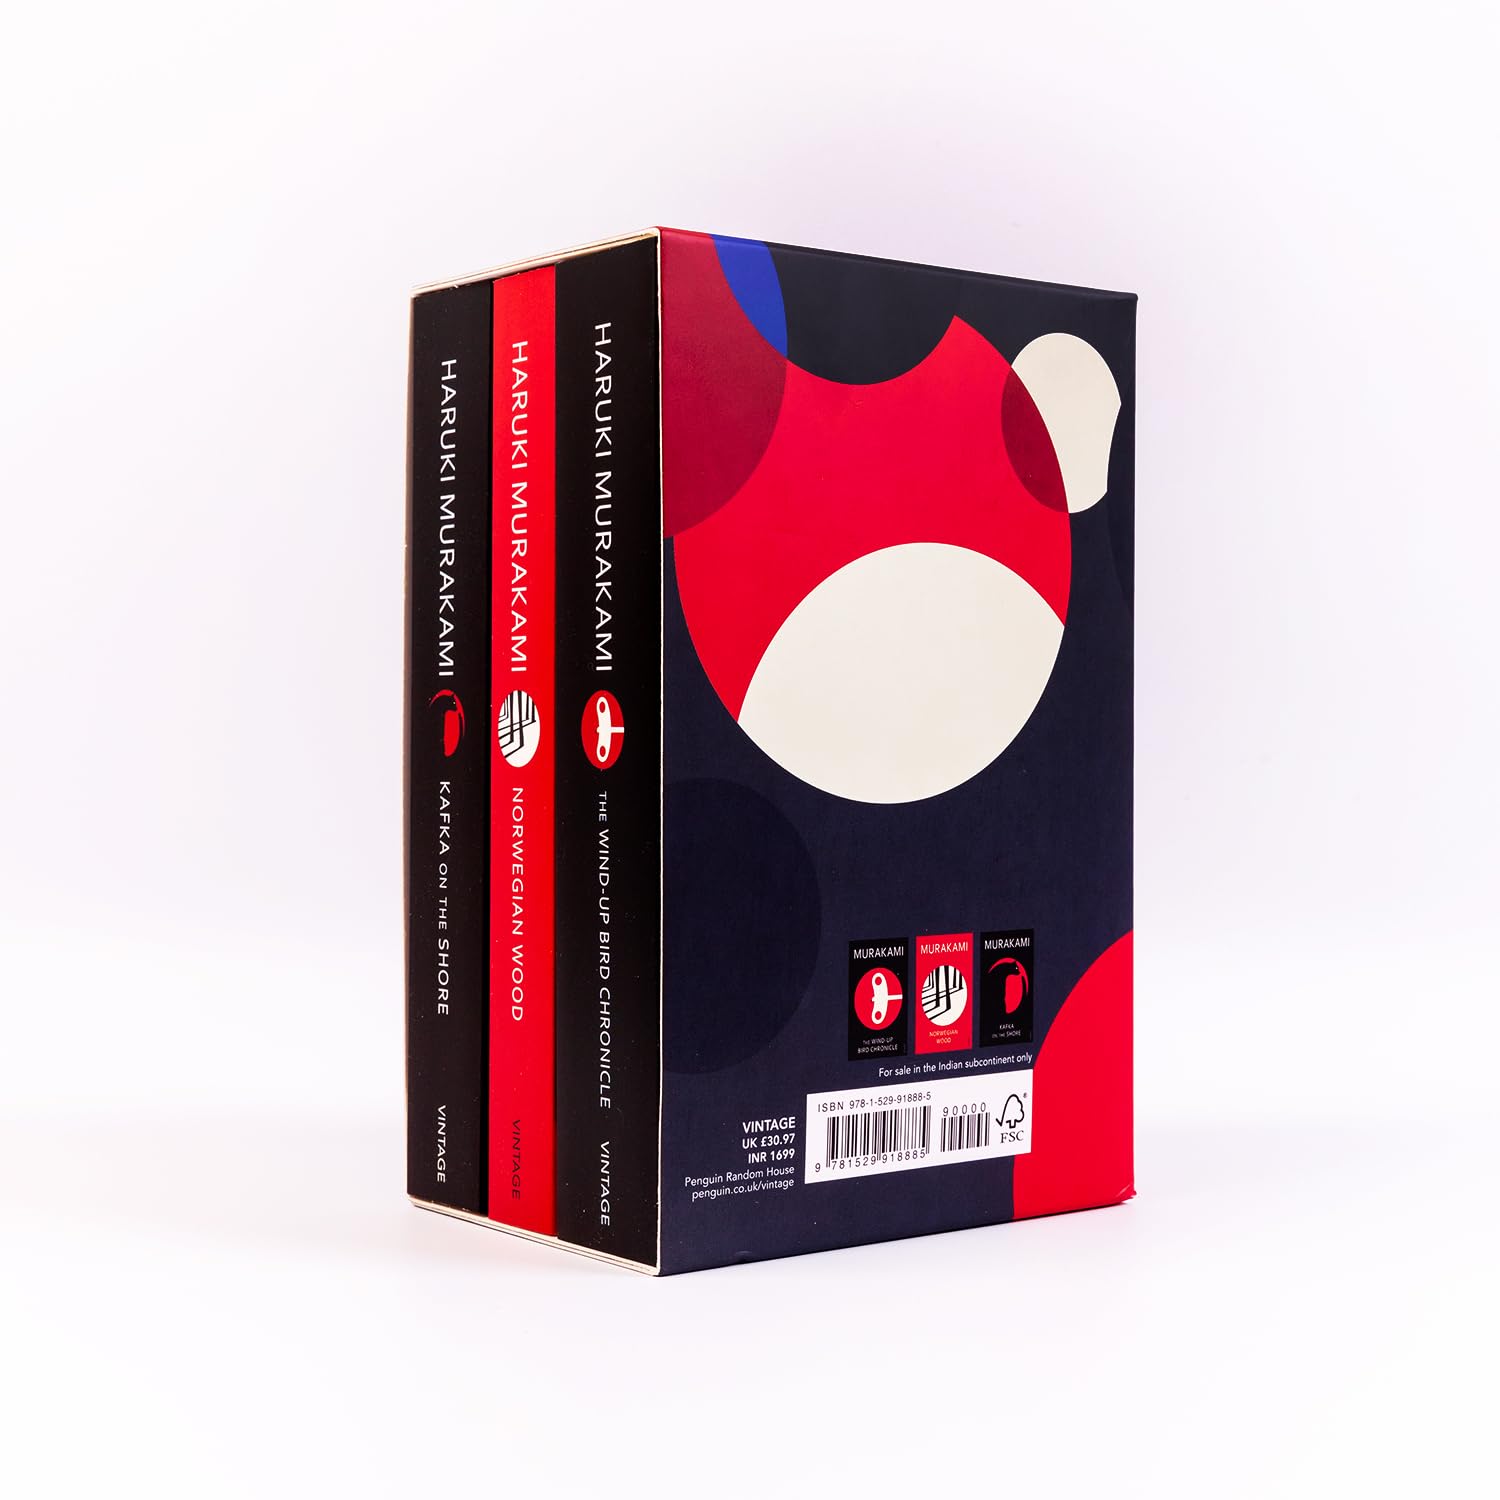 HARUKI MURAKAMI
KAFKA ON THE SHORE
VINTAGE
HARUKI MURAKAMI
NORWEGIAN WOOD
VINTAGE
HARUKI MURAKAMI
THE WIND-UP BIRD CHRONICLE
VINTAGE
MURAKAMI
THE WIND-UP
BIRD CHRONICLE
MURAKAMI
NORWEGIAN
WOOD
MURAKAMI
KAFKA
ON THE SHORE
For sale in the Indian subcontinent only
VINTAGE
UK £30.97
INR 1699
Penguin Random House
penguin.co.uk/vintage
ISBN 978-1-529-91888-5
90000
9 781529 918885
FSC®